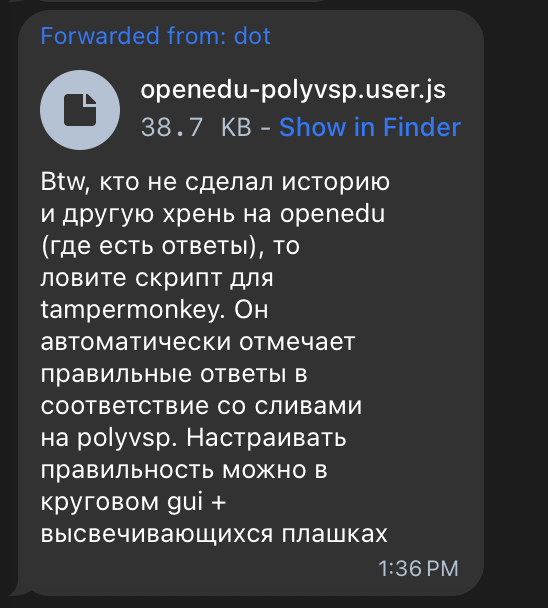 Forwarded from: dot
openedu-polyvsp.user.js
38.7 KB - Show in Finder
Btw, кто не сделал историю
и другую хрень на openedu
(где есть ответы), то
ловите скрипт для
tampermonkey. Он
автоматически отмечает
правильные ответы в
соответствие со сливами
на polyvsp. Настраивать
правильность можно в
круговом gui +
высвечивающихся плашках
1:36 PM